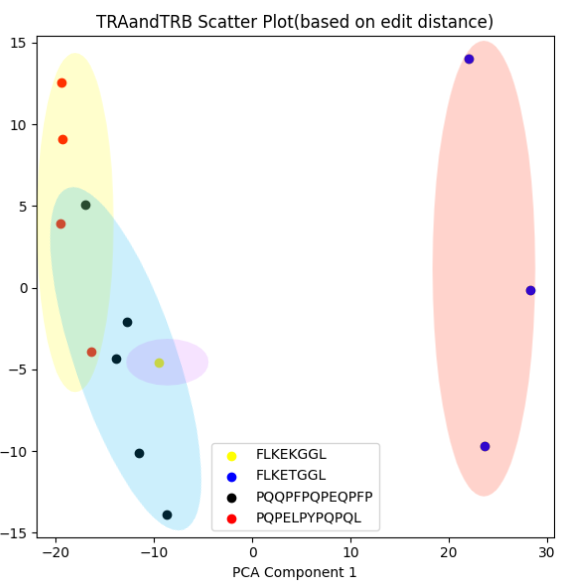 TRAandTRB Scatter Plot(based on edit distance)
15
10
5
0
−5
−10
−15
FLKEKGGL
FLKETGGL
PQQPFPQPEQPFP
PQPELPYPQPQL
−20 −10 0 10 20 30
PCA Component 1